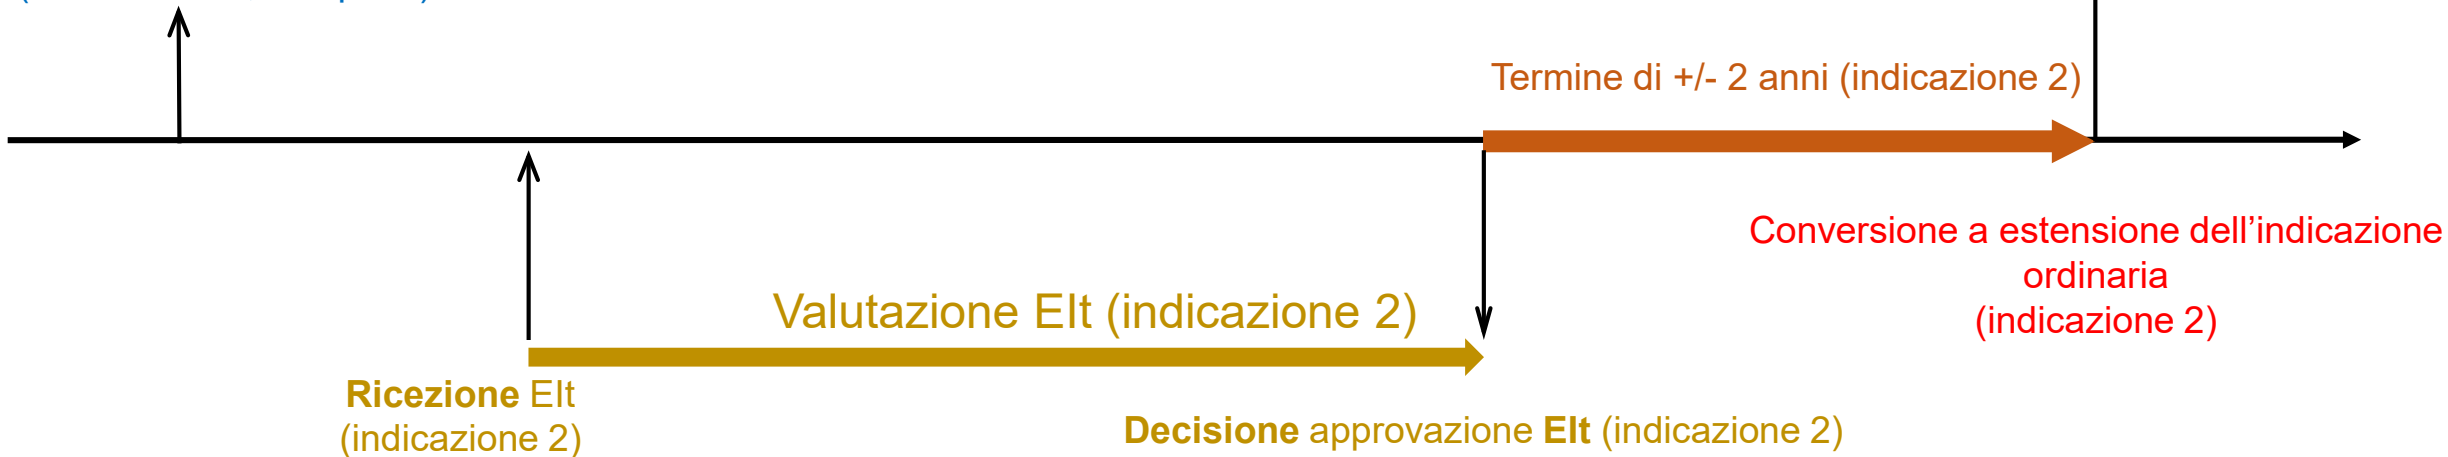 Termine di +/- 2 anni (indicazione 2)
Conversione a estensione dell’indicazione
ordinaria
(indicazione 2)
Valutazione EIt (indicazione 2)
Ricezione EIt
(indicazione 2)
Decisione approvazione EIt (indicazione 2)